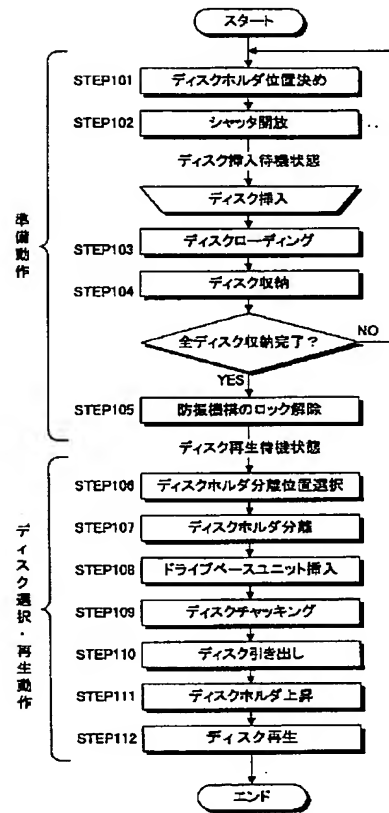 スタート
STEP101 ディスクホルダ位置決め
STEP102 シャッタ開放
ディスク挿入待機状態
ディスク挿入
STEP103 ディスクローディング
STEP104 ディスク収納
全ディスク収納完了？ NO
YES
STEP105 防振機構のロック解除
準備動作
ディスク再生待機状態
STEP106 ディスクホルダ分離位置選択
STEP107 ディスクホルダ分離
STEP108 ドライブベースユニット挿入
STEP109 ディスクチャッキング
STEP110 ディスク引き出し
STEP111 ディスクホルダ上昇
STEP112 ディスク再生
ディスク選択・再生動作
エンド